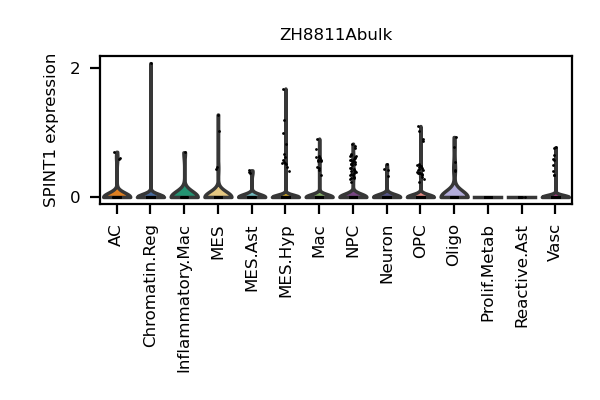 ZH8811Abulk
SPINT1 expression
2
0
AC
Chromatin.Reg
Inflammatory.Mac
MES
MES.Ast
MES.Hyp
Mac
NPC
Neuron
OPC
Oligo
Prolif.Metab
Reactive.Ast
Vasc